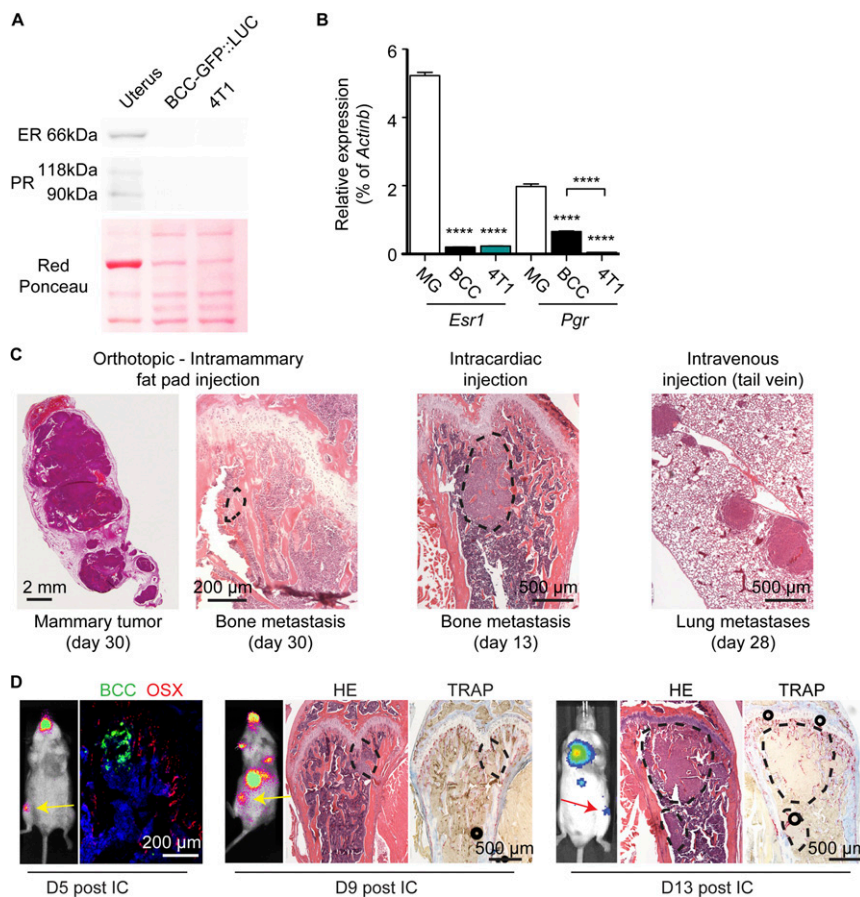 A
Uterus
BCC-GFP::LUC
4T1
ER 66kDa
PR
118kDa
90kDa
Red
Ponceau
B
Relative expression
(% of Actinb)
6
4
2
0
****
****
****
****
****
MG
BCC
4T1
MG
BCC
4T1
Esr1
Pgr
C
Orthotopic - Intramammary
fat pad injection
Intracardiac
injection
Intravenous
injection (tail vein)
2 mm
200 µm
500 µm
500 µm
Mammary tumor
(day 30)
Bone metastasis
(day 30)
Bone metastasis
(day 13)
Lung metastases
(day 28)
D
BCC OSX
HE
TRAP
HE
TRAP
200 µm
500 µm
500 µm
D5 post IC
D9 post IC
D13 post IC